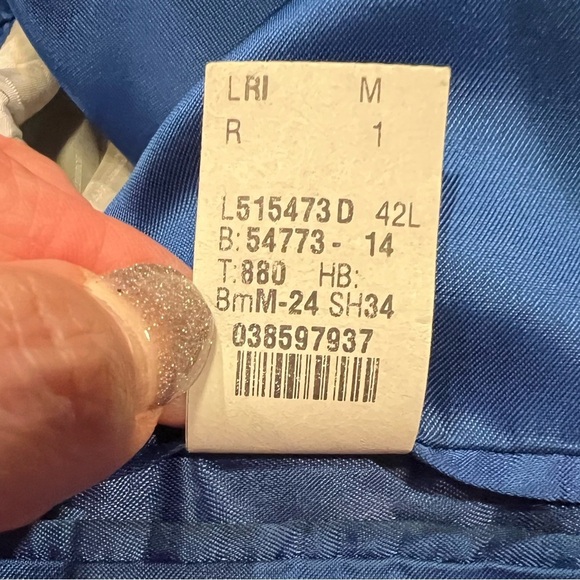 LRI M
R 1
L515473D 42L
B:54773- 14
T:880 HB:
BmM-24 SH34
038597937